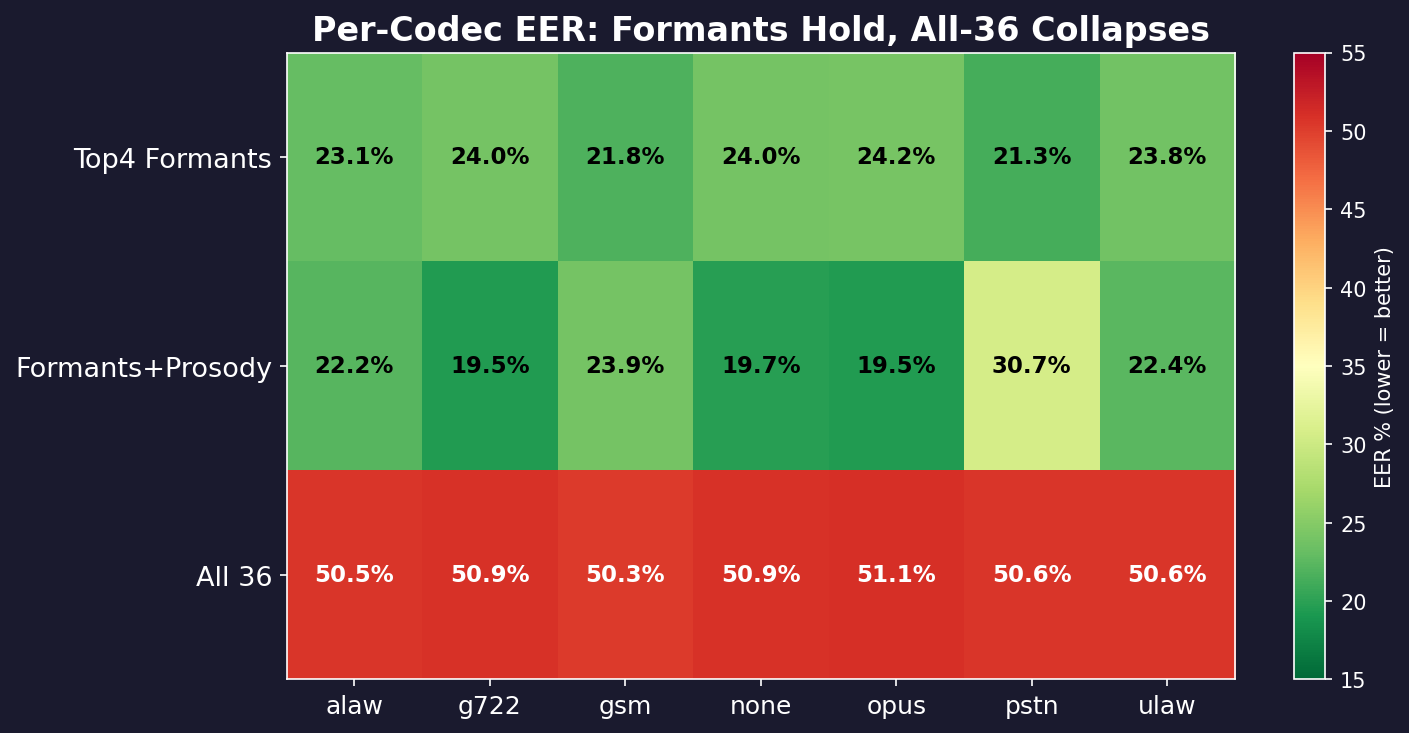 Per-Codec EER: Formants Hold, All-36 Collapses
Top4 Formants 23.1% 24.0% 21.8% 24.0% 24.2% 21.3% 23.8%
Formants+Prosody 22.2% 19.5% 23.9% 19.7% 19.5% 30.7% 22.4%
All 36 50.5% 50.9% 50.3% 50.9% 51.1% 50.6% 50.6%
alaw g722 gsm none opus pstn ulaw
55
50
45
40
35
30
25
20
15
EER % (lower = better)